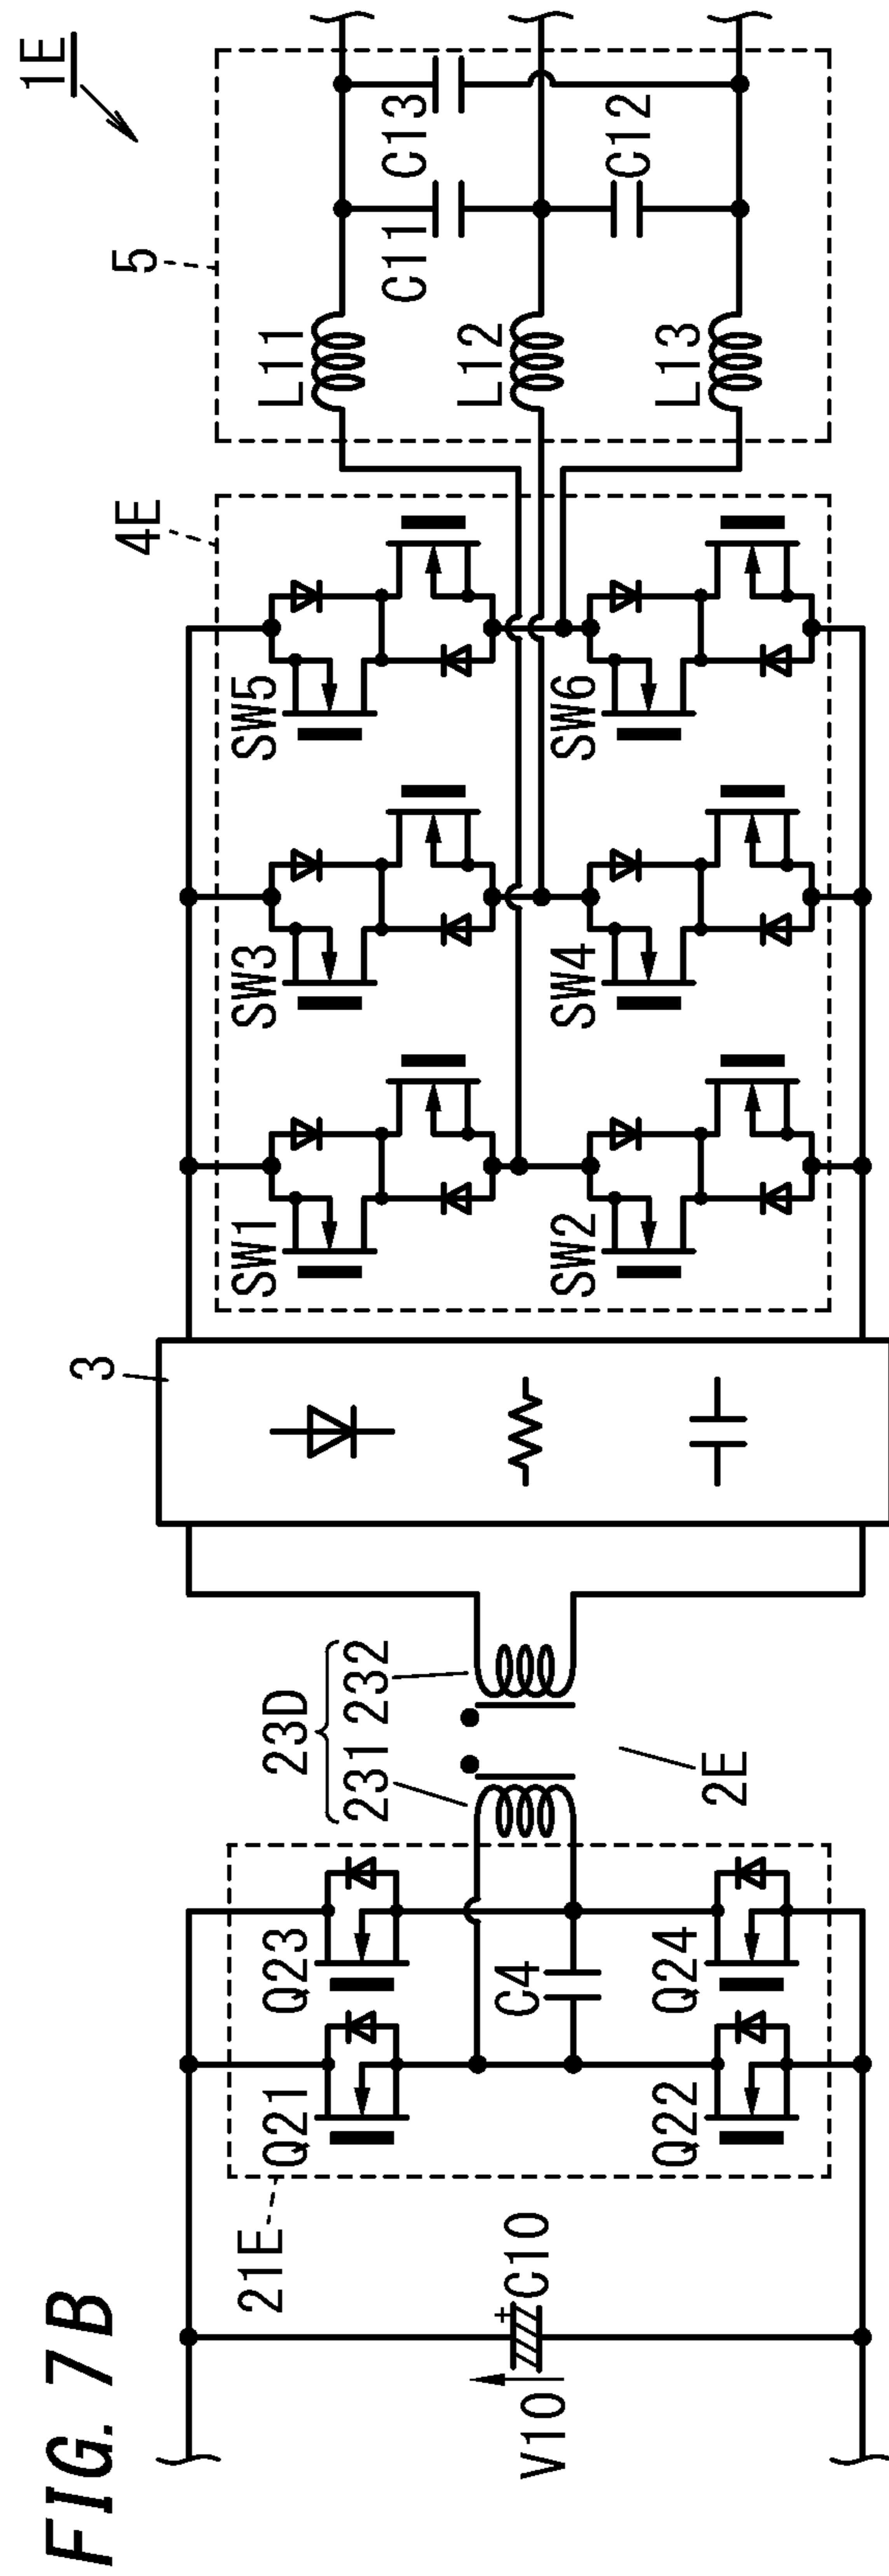 FIG. 7B
1E
V10
+
C10
21E
Q21
Q23
Q22
Q24
C4
23D
231
232
2E
3
4E
SW1
SW3
SW5
SW2
SW4
SW6
5
L11
L12
L13
C11
C13
C12